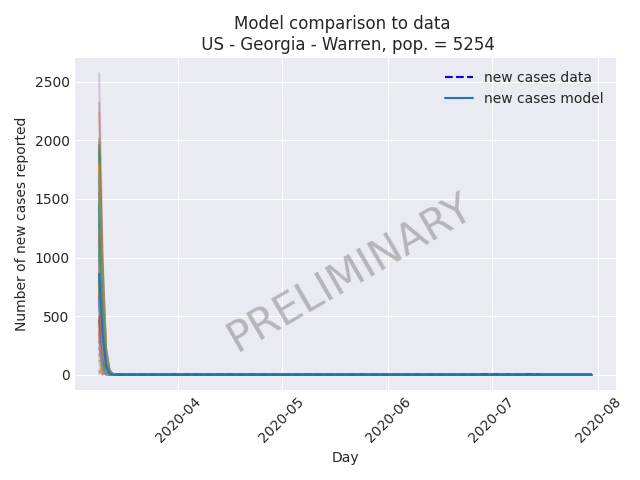 Model comparison to data
US - Georgia - Warren, pop. = 5254
new cases data
new cases model
2500
2000
1500
1000
500
0
Number of new cases reported
PRELIMINARY
2020-04
2020-05
2020-06
2020-07
2020-08
Day